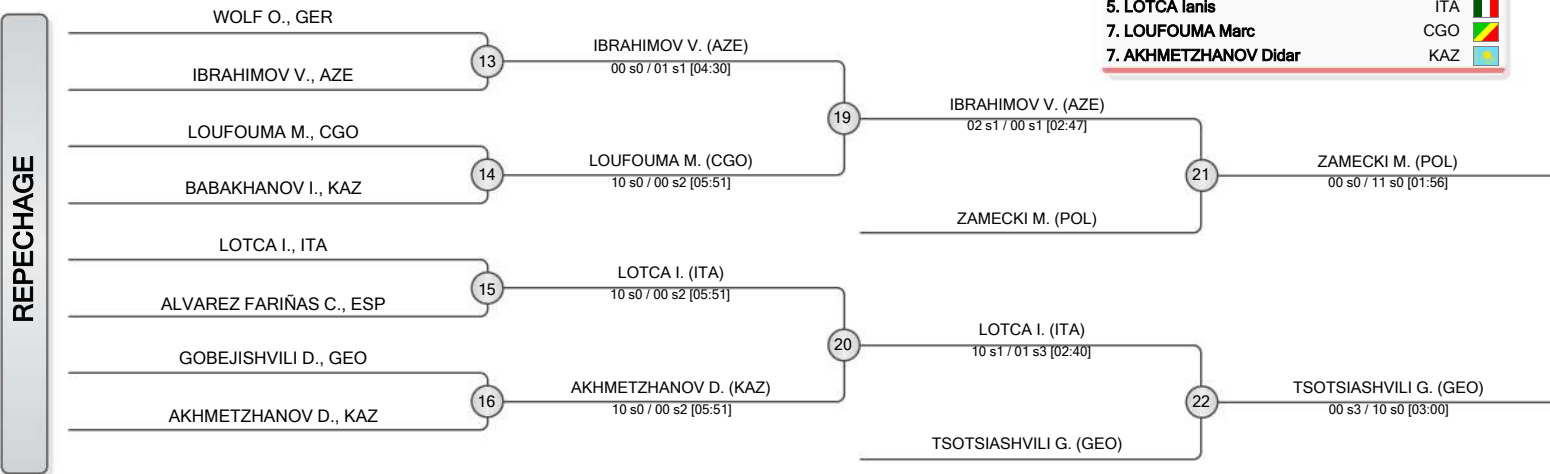 5. LOTCA Ianis ITA
7. LOUFOUMA Marc CGO
7. AKHMETZHANOV Didar KAZ
REPECHAGE
WOLF O., GER
IBRAHIMOV V., AZE
13
LOUFOUMA M., CGO
BABAKHANOV I., KAZ
14
LOTCA I., ITA
ALVAREZ FARIÑAS C., ESP
15
GOBEJISHVILI D., GEO
AKHMETZHANOV D., KAZ
16
IBRAHIMOV V. (AZE)
00 s0 / 01 s1 [04:30]
LOUFOUMA M. (CGO)
10 s0 / 00 s2 [05:51]
19
LOTCA I. (ITA)
10 s0 / 00 s2 [05:51]
AKHMETZHANOV D. (KAZ)
10 s0 / 00 s2 [05:51]
20
IBRAHIMOV V. (AZE)
02 s1 / 00 s1 [02:47]
ZAMECKI M. (POL)
21
LOTCA I. (ITA)
10 s1 / 01 s3 [02:40]
TSOTSIASHVILI G. (GEO)
22
ZAMECKI M. (POL)
00 s0 / 11 s0 [01:56]
TSOTSIASHVILI G. (GEO)
00 s3 / 10 s0 [03:00]